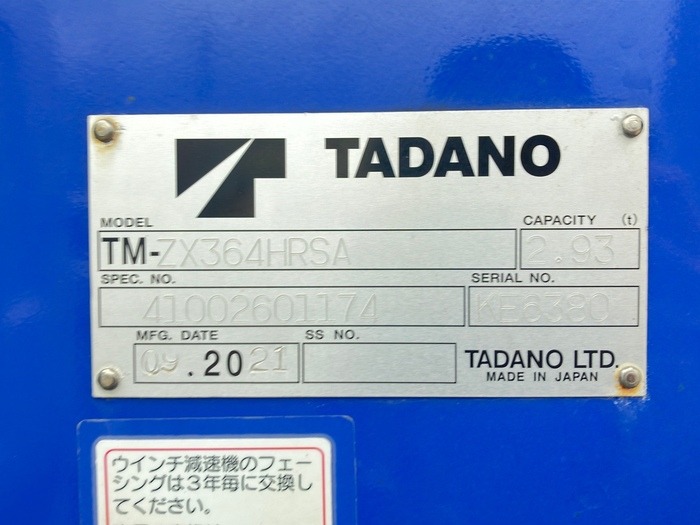 TADANO
MODEL
TM-ZX364HRSA
CAPACITY (t)
2.93
SPEC. NO.
41002601174
SERIAL NO.
KE6380
MFG. DATE
09.2021
SS NO.
TADANO LTD.
MADE IN JAPAN
ウインチ減速機のフェー
シングは3年毎に交換し
てください。